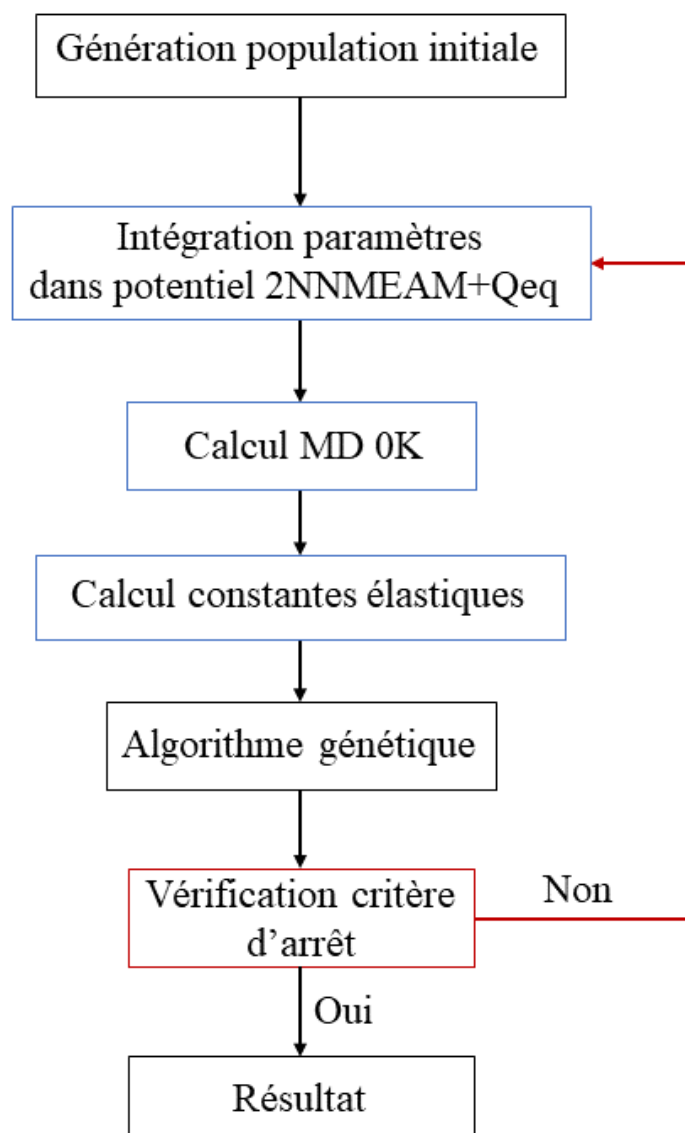 Génération population initiale
Intégration paramètres
dans potentiel 2NNMEAM+Qeq
Calcul MD 0K
Calcul constantes élastiques
Algorithme génétique
Vérification critère
d’arrêt
Non
Oui
Résultat